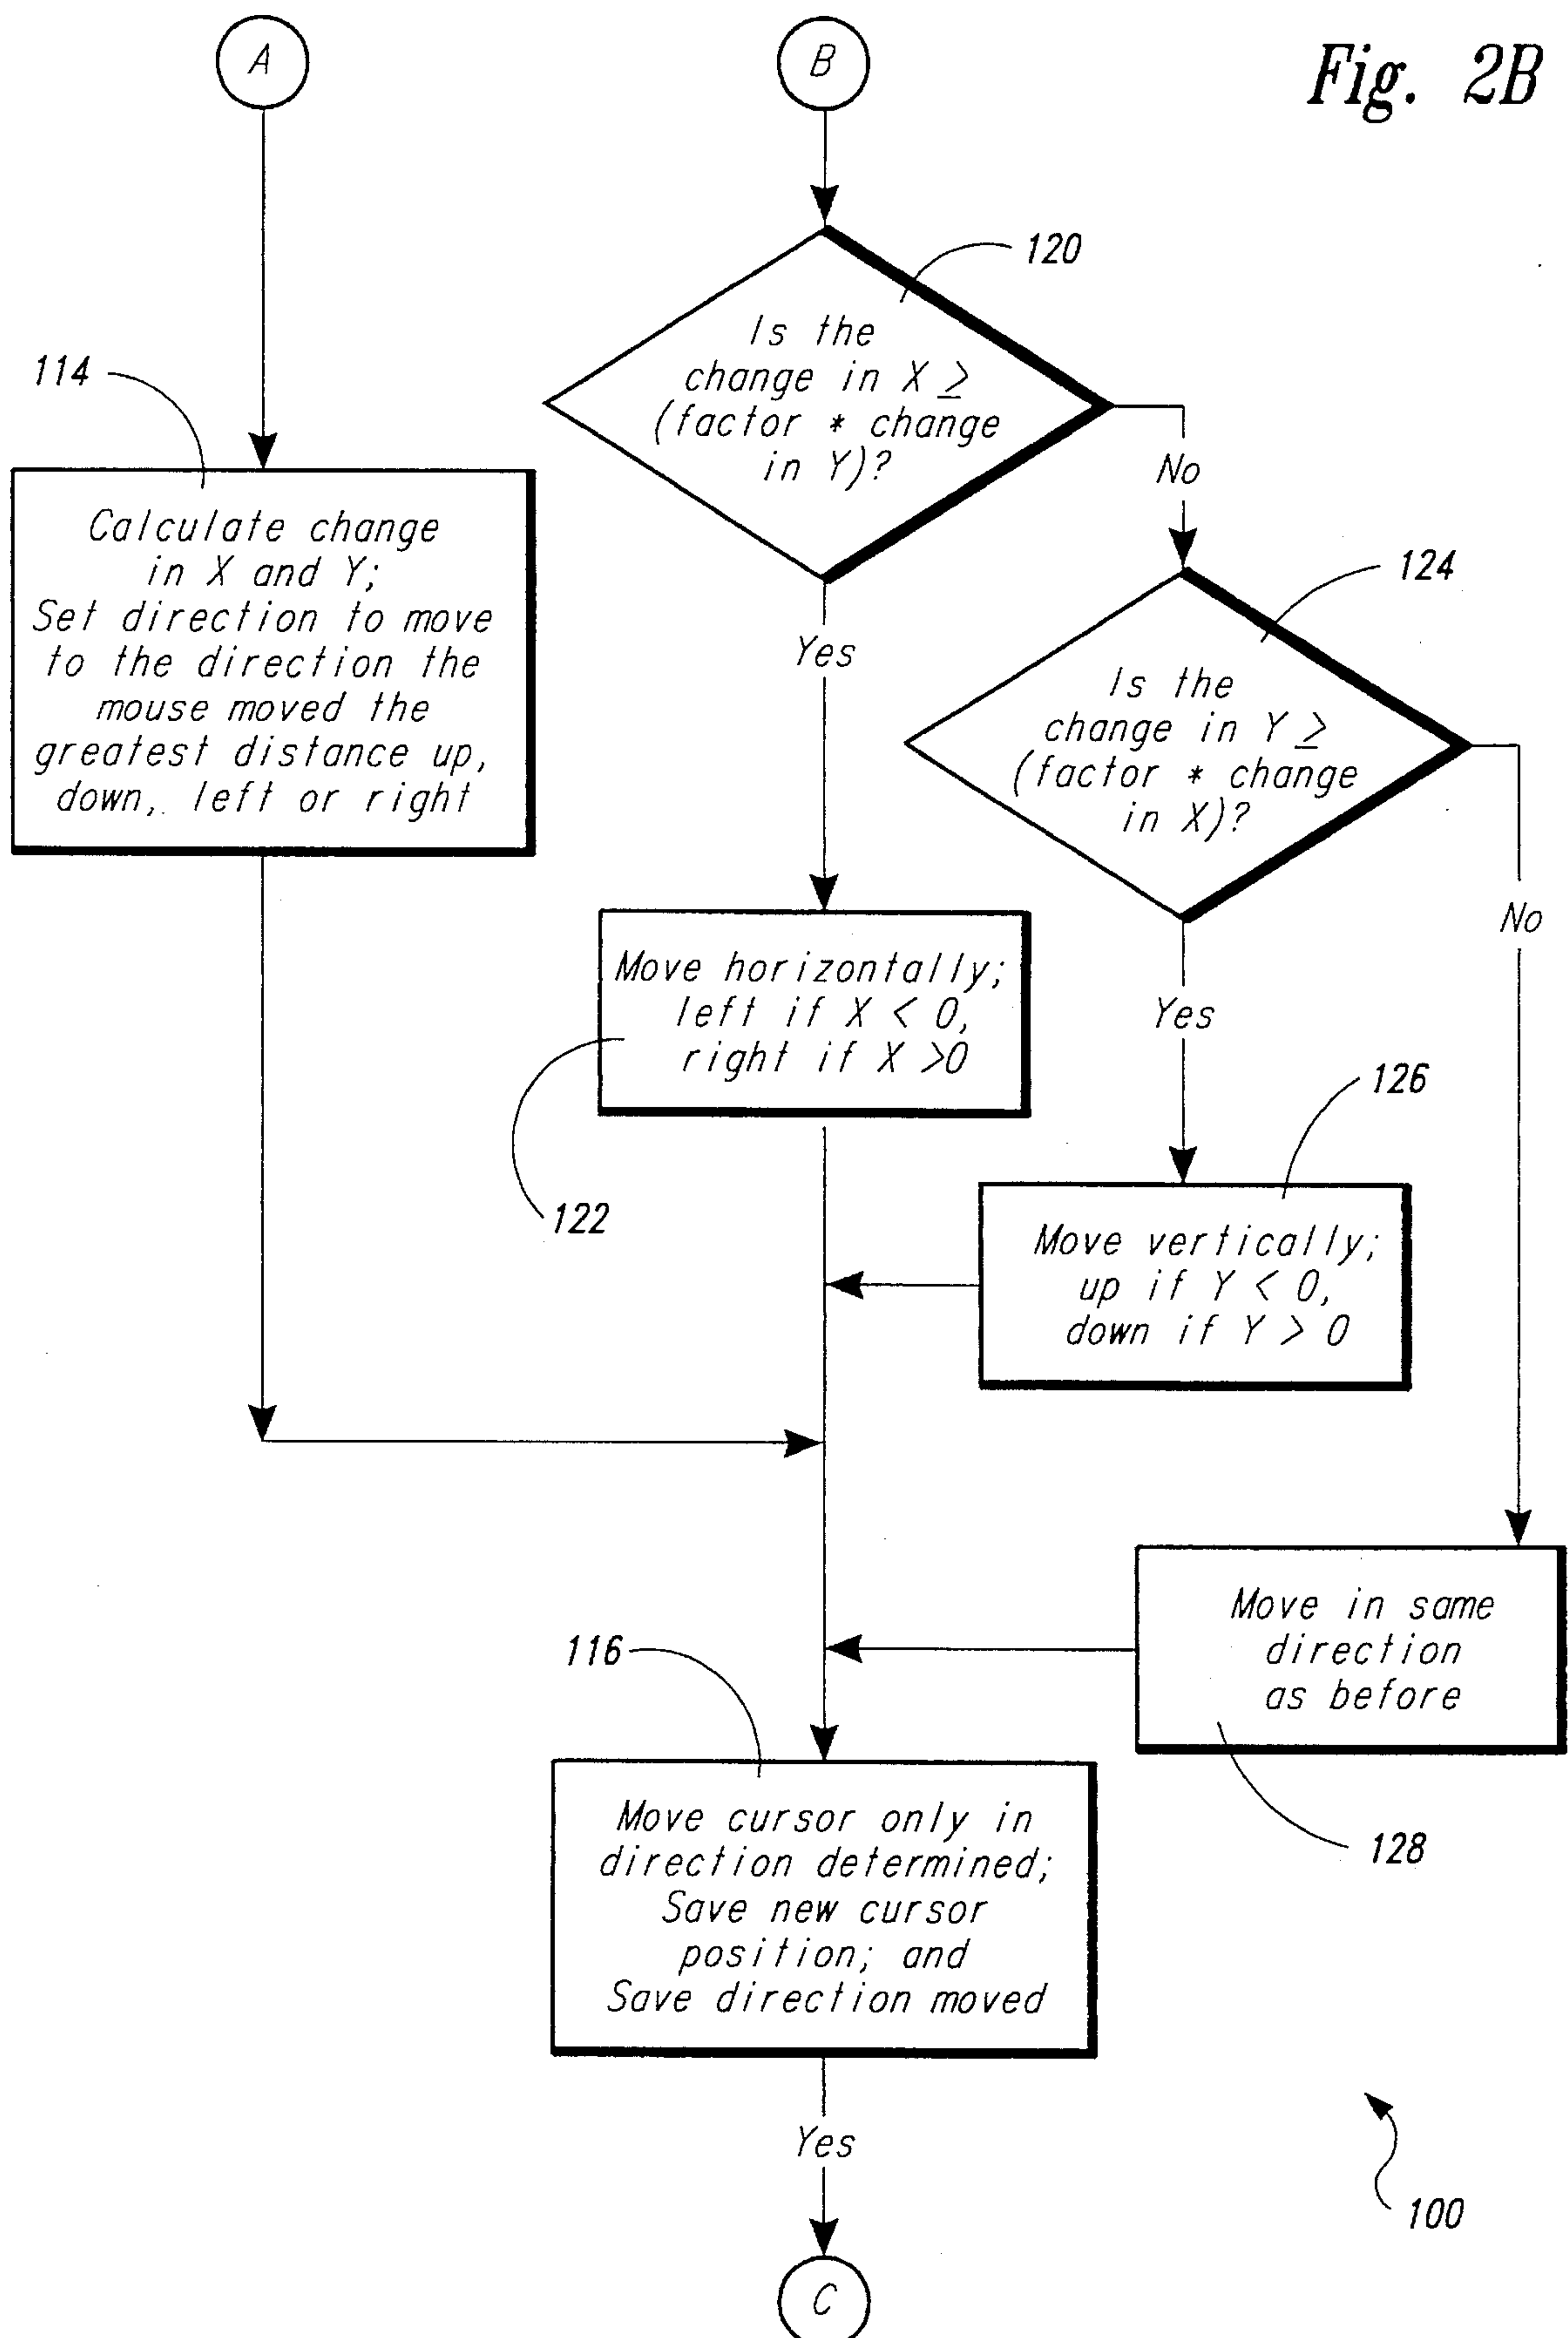 A
B
Fig. 2B
120
Is the
change in X ≥
(factor * change
in Y)?
114
Calculate change
in X and Y;
Set direction to move
to the direction the
mouse moved the
greatest distance up,
down, left or right
No
124
Yes
Is the
change in Y ≥
(factor * change
in X)?
No
Move horizontally;
left if X < 0,
right if X >0
122
Yes
126
Move vertically;
up if Y < 0,
down if Y > 0
Move in same
direction
as before
128
116
Move cursor only in
direction determined;
Save new cursor
position; and
Save direction moved
Yes
100
C